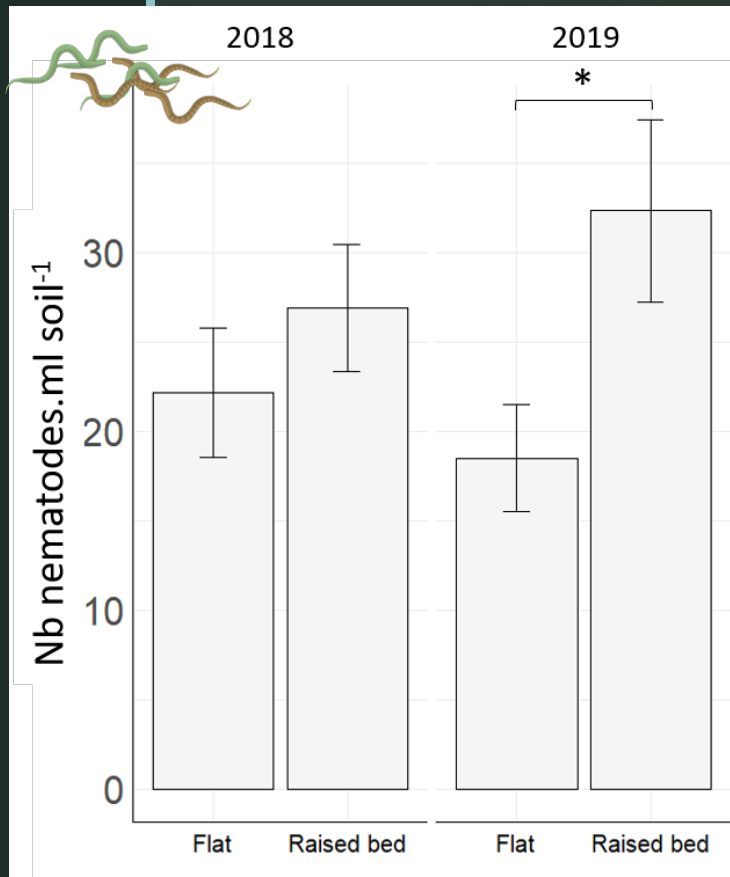 2018
2019
*
Nb nematodes.ml soil⁻¹
30
20
10
0
Flat
Raised bed
Flat
Raised bed